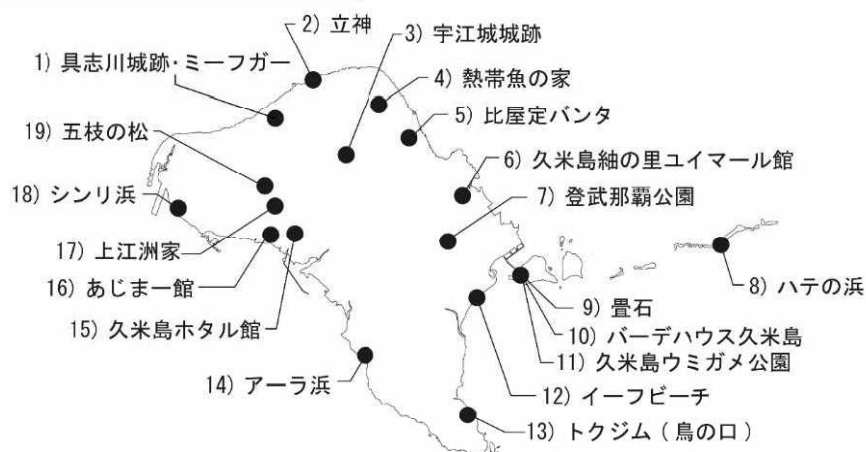 1) 具志川城跡・ミーフガー
2) 立神
3) 宇江城城跡
4) 熱帯魚の家
5) 比屋定バンタ
6) 久米島紬の里ユイマール館
7) 登武那覇公園
8) ハテの浜
9) 畳石
10) バーデハウス久米島
11) 久米島ウミガメ公園
12) イーフビーチ
13) トクジム（鳥の口）
14) アーラ浜
15) 久米島ホタル館
16) あじまー館
17) 上江洲家
18) シンリ浜
19) 五枝の松